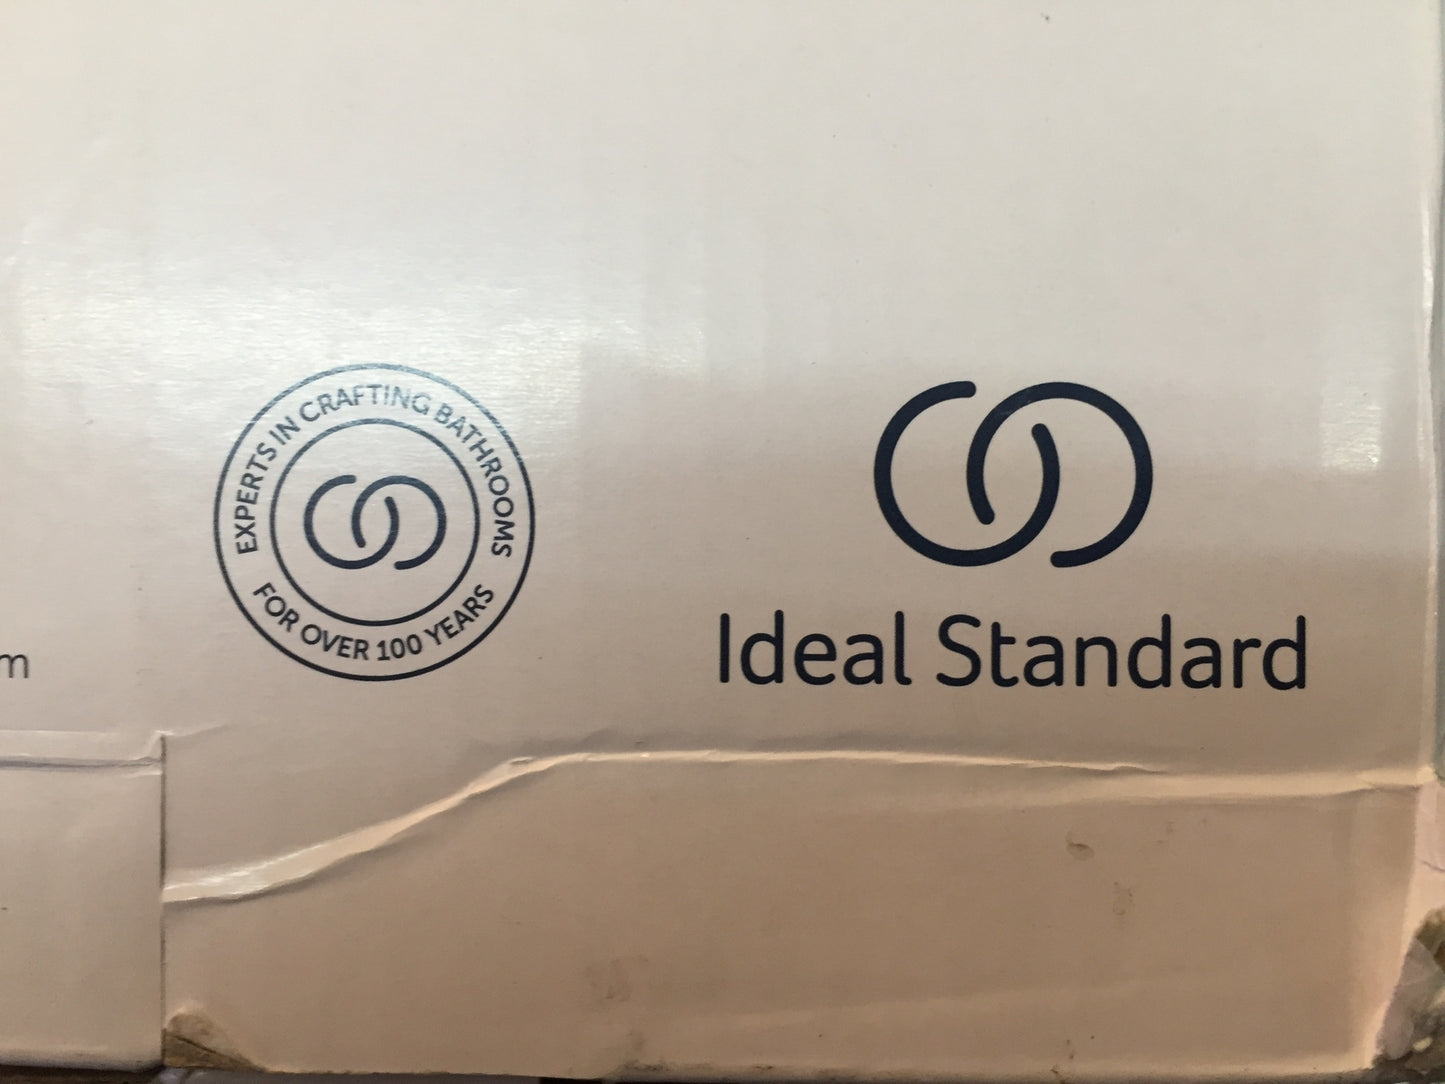 EXPERTS IN CRAFTING BATHROOMS
FOR OVER 100 YEARS
Ideal Standard
m